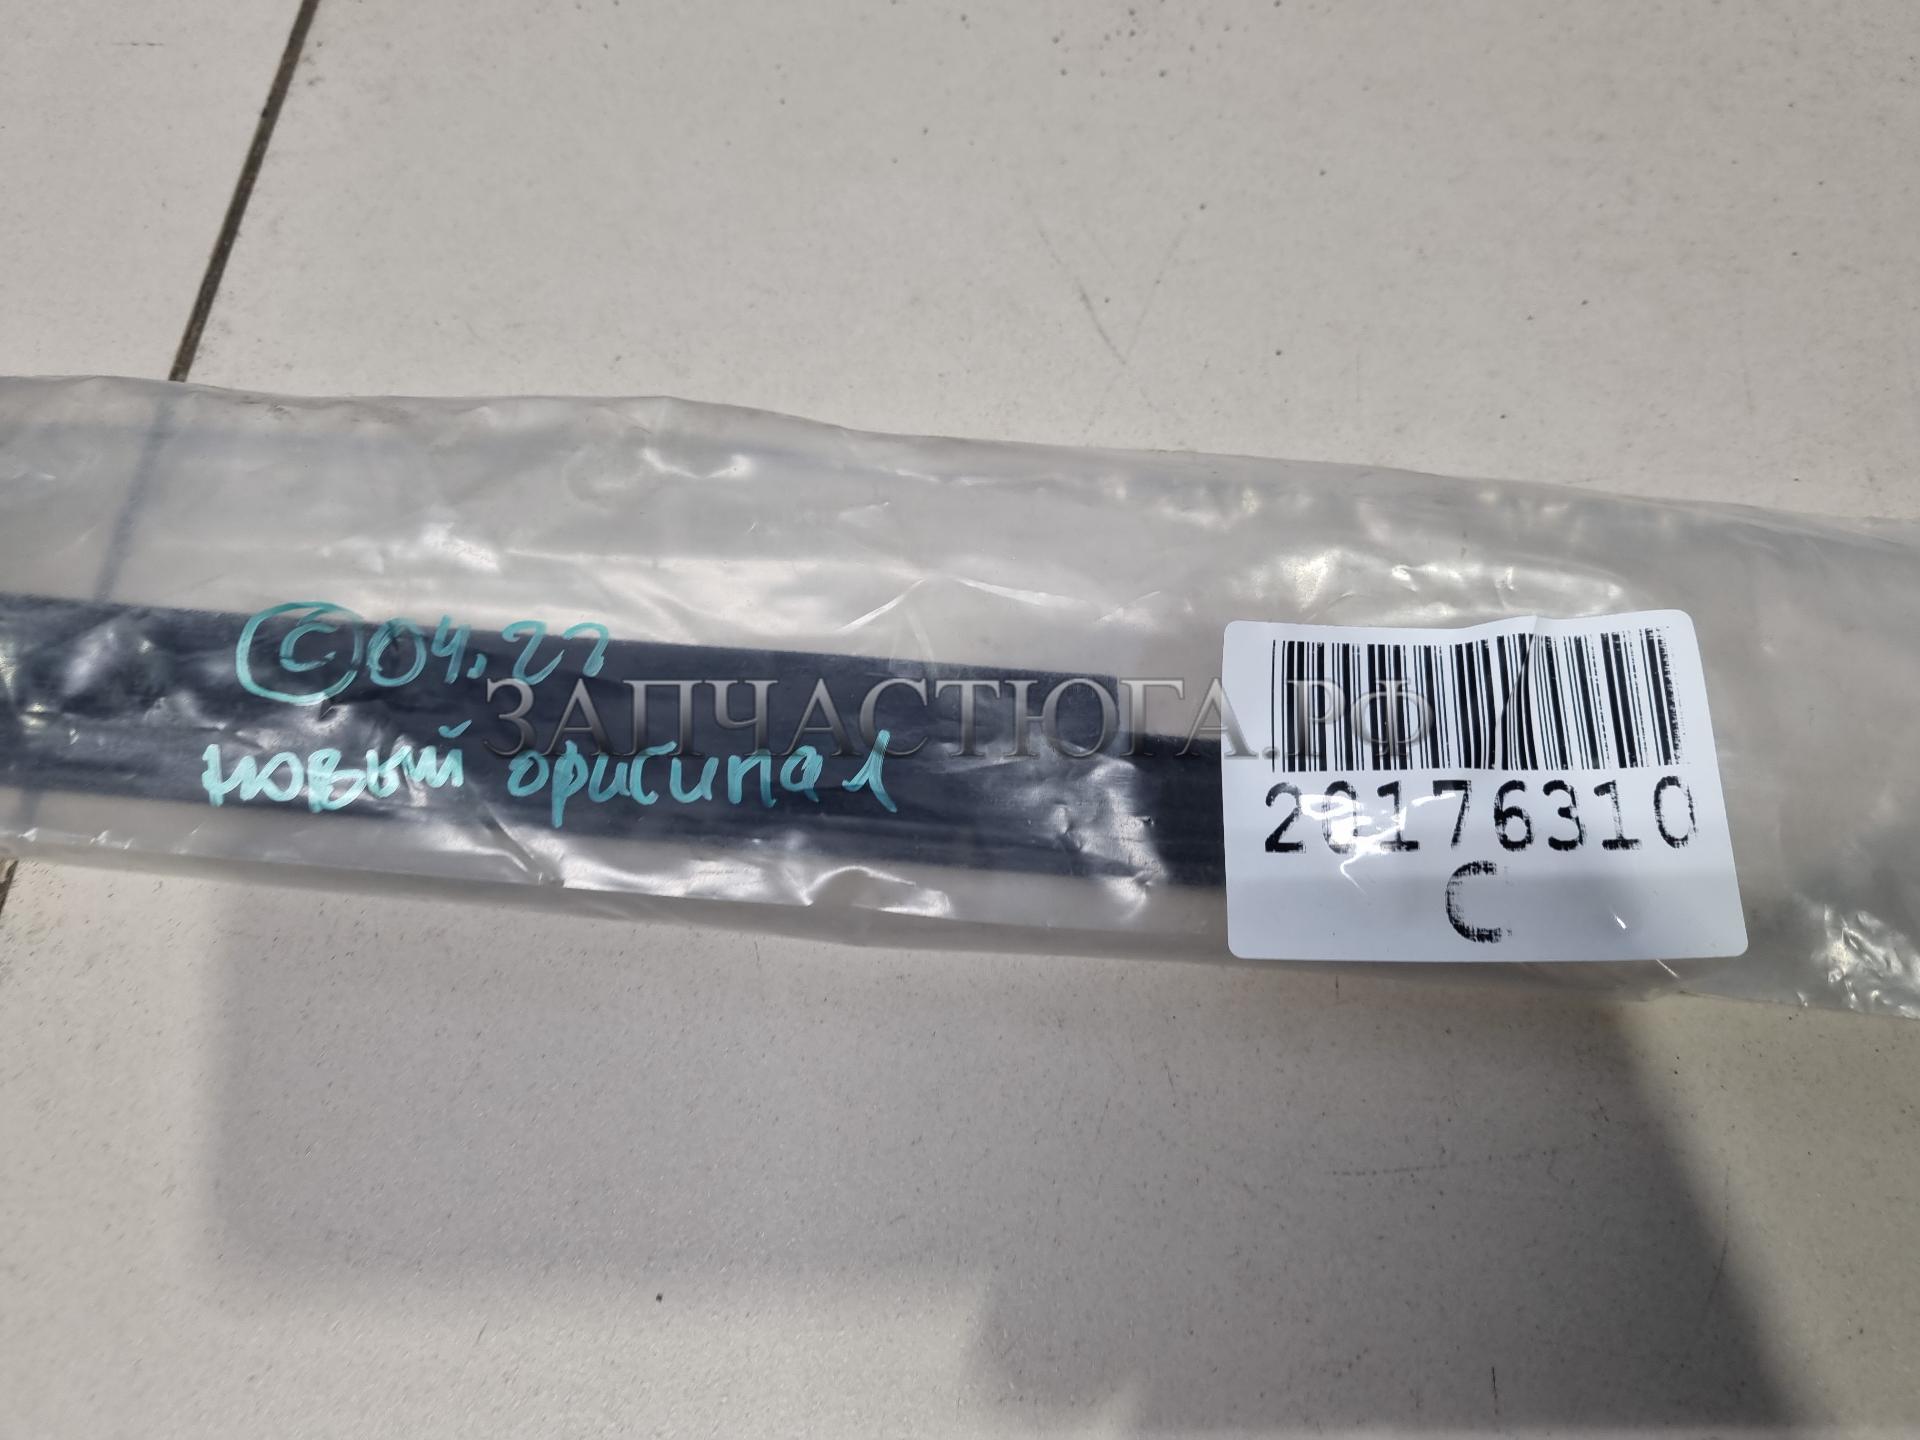 © 04.22
новый оригинал
ЗАПЧАСТЮГА.РФ
20176310
C